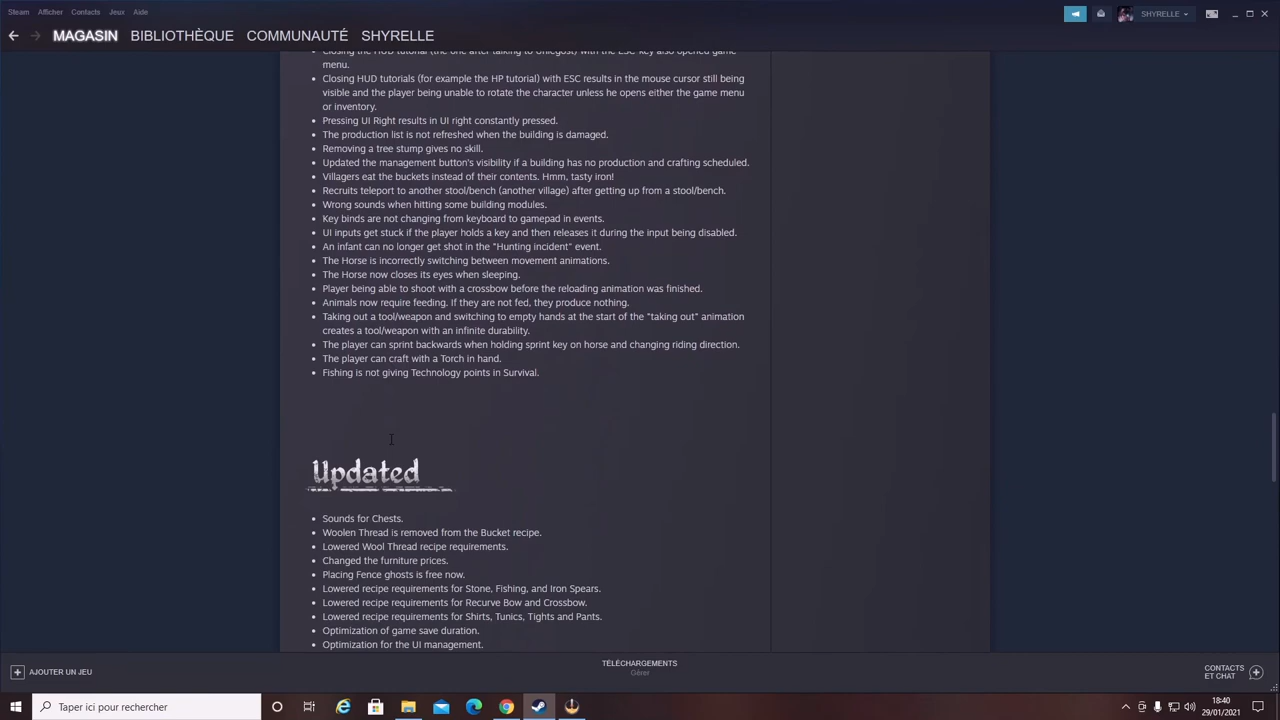 Steam Afficher Contacts Jeux Aide
SHYRELLE
MAGASIN BIBLIOTHÈQUE COMMUNAUTÉ SHYRELLE
Closing the HUD tutorial (the one after talking to Uniegost) with the ESC key also opened game
menu.
Closing HUD tutorials (for example the HP tutorial) with ESC results in the mouse cursor still being
visible and the player being unable to rotate the character unless he opens either the game menu
or inventory.
Pressing UI Right results in UI right constantly pressed.
The production list is not refreshed when the building is damaged.
Removing a tree stump gives no skill.
Updated the management button's visibility if a building has no production and crafting scheduled.
Villagers eat the buckets instead of their contents. Hmm, tasty iron!
Recruits teleport to another stool/bench (another village) after getting up from a stool/bench.
Wrong sounds when hitting some building modules.
Key binds are not changing from keyboard to gamepad in events.
UI inputs get stuck if the player holds a key and then releases it during the input being disabled.
An infant can no longer get shot in the "Hunting incident" event.
The Horse is incorrectly switching between movement animations.
The Horse now closes its eyes when sleeping.
Player being able to shoot with a crossbow before the reloading animation was finished.
Animals now require feeding. If they are not fed, they produce nothing.
Taking out a tool/weapon and switching to empty hands at the start of the "taking out" animation
creates a tool/weapon with an infinite durability.
The player can sprint backwards when holding sprint key on horse and changing riding direction.
The player can craft with a Torch in hand.
Fishing is not giving Technology points in Survival.
Updated
Sounds for Chests.
Woolen Thread is removed from the Bucket recipe.
Lowered Wool Thread recipe requirements.
Changed the furniture prices.
Placing Fence ghosts is free now.
Lowered recipe requirements for Stone, Fishing, and Iron Spears.
Lowered recipe requirements for Recurve Bow and Crossbow.
Lowered recipe requirements for Shirts, Tunics, Tights and Pants.
Optimization of game save duration.
Optimization for the UI management.
AJOUTER UN JEU
TÉLÉCHARGEMENTS
Gérer
CONTACTS
ET CHAT
Taper ici pour rechercher
18:40
29/01/2021